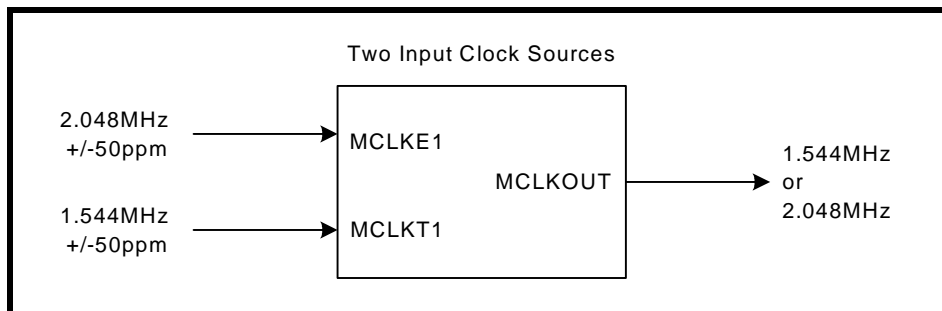 Two Input Clock Sources
2.048MHz
+/-50ppm
MCLKE1
1.544MHz
+/-50ppm
MCLKT1
MCLKOUT
1.544MHz
or
2.048MHz